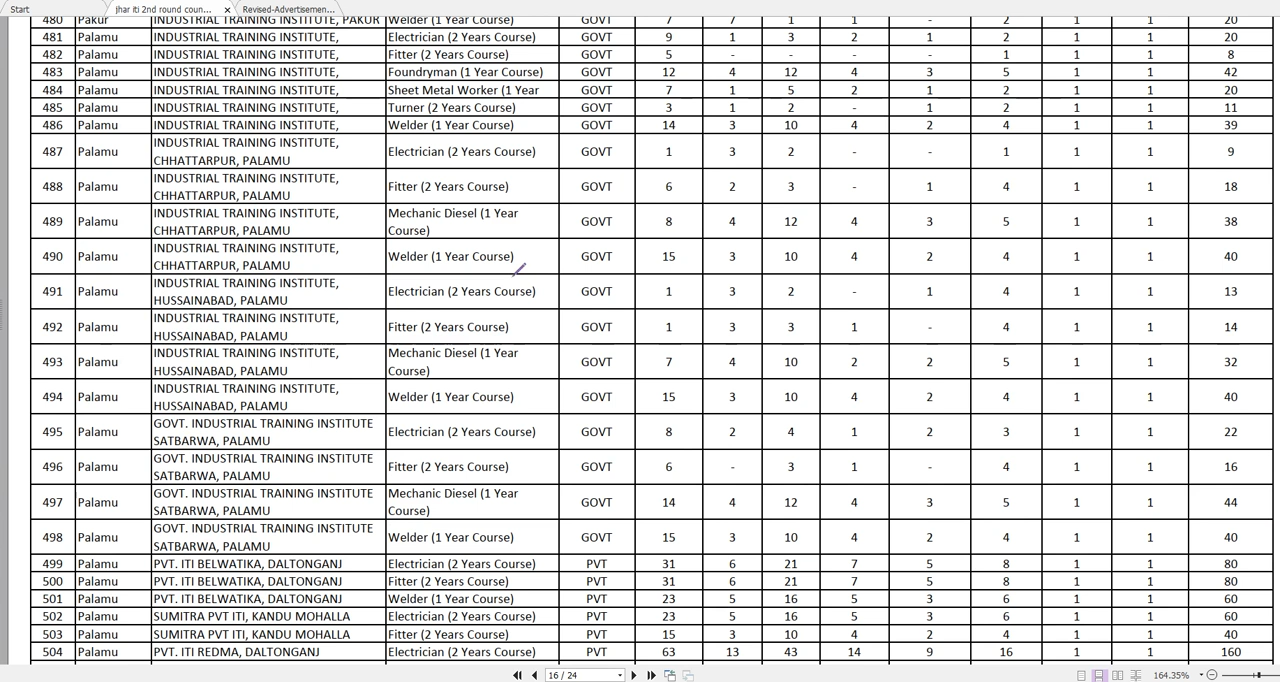 Start jhar iti 2nd round coun... × Revised-Advertisemen...
480 Pakur INDUSTRIAL TRAINING INSTITUTE, PAKUR Welder (1 Year Course) GOVT 7 7 1 1 - 2 1 1 20
481 Palamu INDUSTRIAL TRAINING INSTITUTE, Electrician (2 Years Course) GOVT 9 1 3 2 1 2 1 1 20
482 Palamu INDUSTRIAL TRAINING INSTITUTE, Fitter (2 Years Course) GOVT 5 - - - - 1 1 1 8
483 Palamu INDUSTRIAL TRAINING INSTITUTE, Foundryman (1 Year Course) GOVT 12 4 12 4 3 5 1 1 42
484 Palamu INDUSTRIAL TRAINING INSTITUTE, Sheet Metal Worker (1 Year GOVT 7 1 5 2 1 2 1 1 20
485 Palamu INDUSTRIAL TRAINING INSTITUTE, Turner (2 Years Course) GOVT 3 1 2 - 1 2 1 1 11
486 Palamu INDUSTRIAL TRAINING INSTITUTE, Welder (1 Year Course) GOVT 14 3 10 4 2 4 1 1 39
487 Palamu INDUSTRIAL TRAINING INSTITUTE, Electrician (2 Years Course) GOVT 1 3 2 - - 1 1 1 9
CHHATTARPUR, PALAMU
488 Palamu INDUSTRIAL TRAINING INSTITUTE, Fitter (2 Years Course) GOVT 6 2 3 - 1 4 1 1 18
CHHATTARPUR, PALAMU
489 Palamu INDUSTRIAL TRAINING INSTITUTE, Mechanic Diesel (1 Year GOVT 8 4 12 4 3 5 1 1 38
CHHATTARPUR, PALAMU Course)
490 Palamu INDUSTRIAL TRAINING INSTITUTE, Welder (1 Year Course) GOVT 15 3 10 4 2 4 1 1 40
CHHATTARPUR, PALAMU
491 Palamu INDUSTRIAL TRAINING INSTITUTE, Electrician (2 Years Course) GOVT 1 3 2 - 1 4 1 1 13
HUSSAINABAD, PALAMU
492 Palamu INDUSTRIAL TRAINING INSTITUTE, Fitter (2 Years Course) GOVT 1 3 3 1 - 4 1 1 14
HUSSAINABAD, PALAMU
493 Palamu INDUSTRIAL TRAINING INSTITUTE, Mechanic Diesel (1 Year GOVT 7 4 10 2 2 5 1 1 32
HUSSAINABAD, PALAMU Course)
494 Palamu INDUSTRIAL TRAINING INSTITUTE, Welder (1 Year Course) GOVT 15 3 10 4 2 4 1 1 40
HUSSAINABAD, PALAMU
495 Palamu GOVT. INDUSTRIAL TRAINING INSTITUTE Electrician (2 Years Course) GOVT 8 2 4 1 2 3 1 1 22
SATBARWA, PALAMU
496 Palamu GOVT. INDUSTRIAL TRAINING INSTITUTE Fitter (2 Years Course) GOVT 6 - 3 1 - 4 1 1 16
SATBARWA, PALAMU
497 Palamu GOVT. INDUSTRIAL TRAINING INSTITUTE Mechanic Diesel (1 Year GOVT 14 4 12 4 3 5 1 1 44
SATBARWA, PALAMU Course)
498 Palamu GOVT. INDUSTRIAL TRAINING INSTITUTE Welder (1 Year Course) GOVT 15 3 10 4 2 4 1 1 40
SATBARWA, PALAMU
499 Palamu PVT. ITI BELWATIKA, DALTONGANJ Electrician (2 Years Course) PVT 31 6 21 7 5 8 1 1 80
500 Palamu PVT. ITI BELWATIKA, DALTONGANJ Fitter (2 Years Course) PVT 31 6 21 7 5 8 1 1 80
501 Palamu PVT. ITI BELWATIKA, DALTONGANJ Welder (1 Year Course) PVT 23 5 16 5 3 6 1 1 60
502 Palamu SUMITRA PVT ITI, KANDU MOHALLA Electrician (2 Years Course) PVT 23 5 16 5 3 6 1 1 60
503 Palamu SUMITRA PVT ITI, KANDU MOHALLA Fitter (2 Years Course) PVT 15 3 10 4 2 4 1 1 40
504 Palamu PVT. ITI REDMA, DALTONGANJ Electrician (2 Years Course) PVT 63 13 43 14 9 16 1 1 160
16 / 24 164.35%